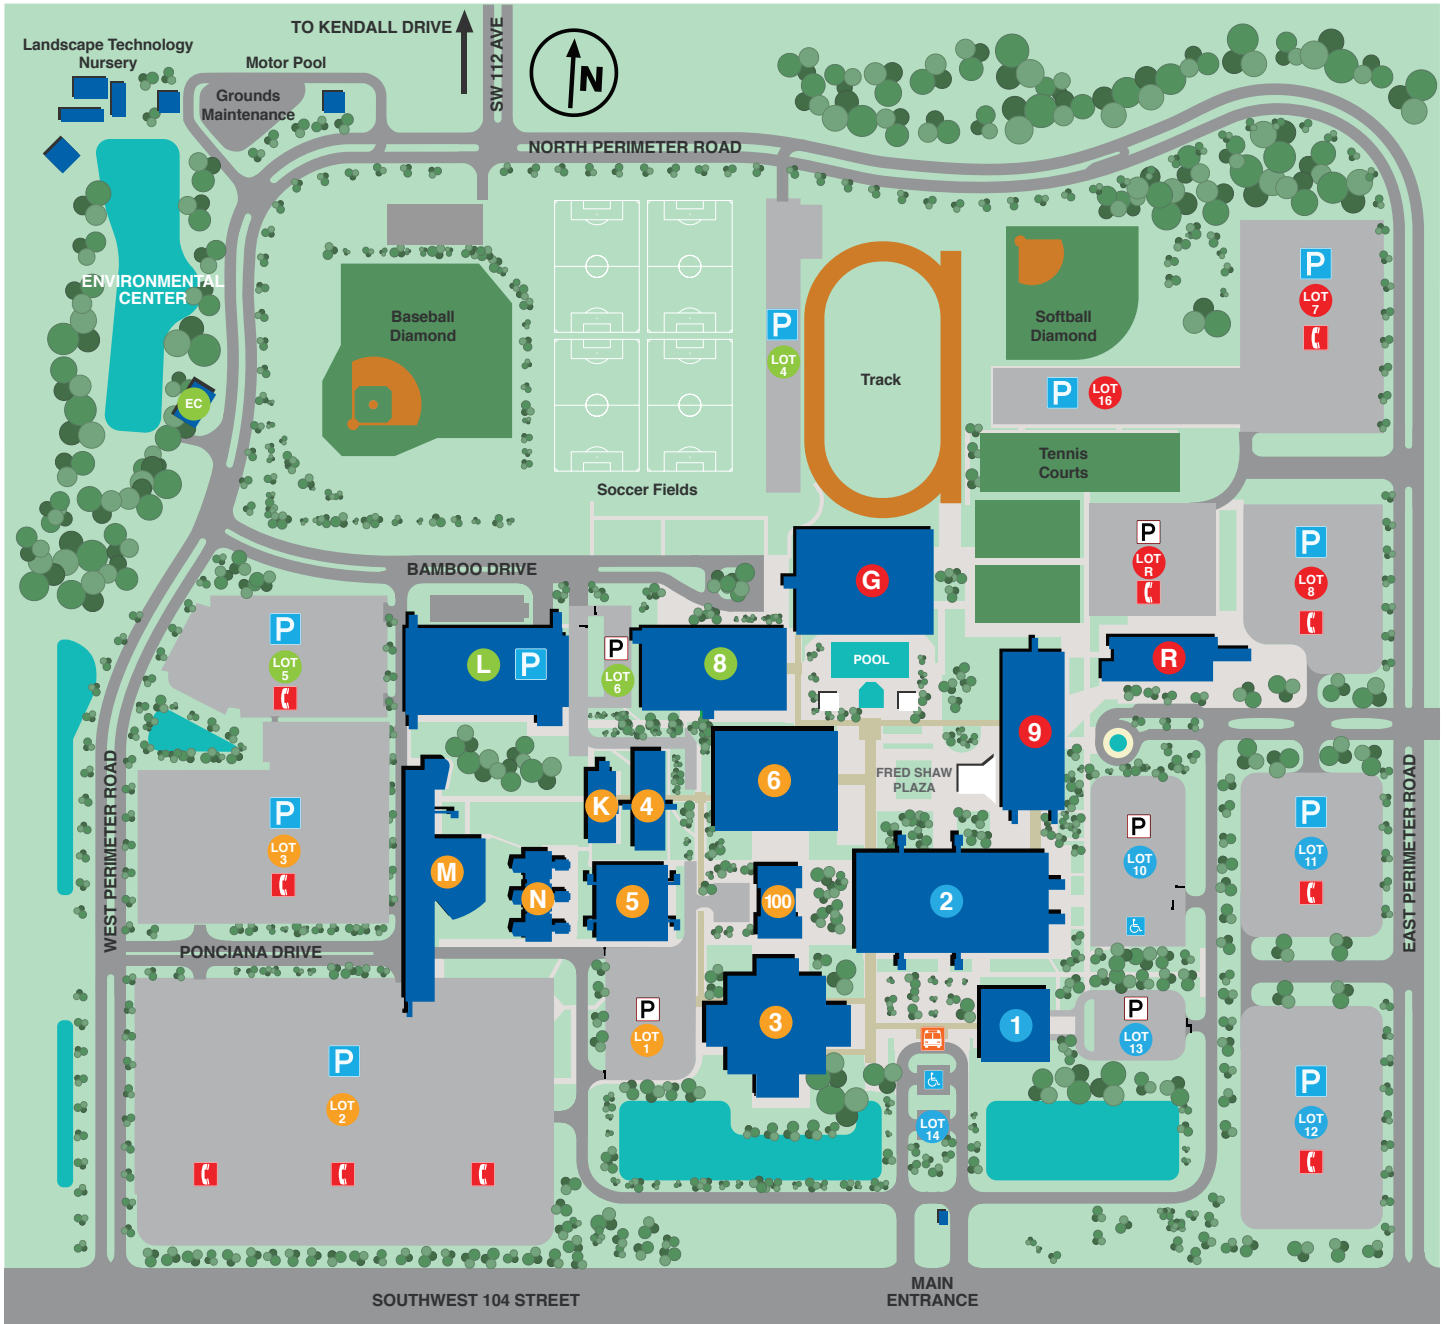 TO KENDALL DRIVE
SW 112 AVE
N
Landscape Technology
Nursery
Motor Pool
Grounds
Maintenance
NORTH PERIMETER ROAD
ENVIRONMENTAL
CENTER
EC
Baseball
Diamond
Soccer Fields
P
LOT
4
Track
Softball
Diamond
P
LOT
7
P
LOT
16
Tennis
Courts
BAMBOO DRIVE
G
P
LOT
R
P
LOT
8
P
LOT
5
L
P
P
LOT
6
8
POOL
R
9
WEST PERIMETER ROAD
P
LOT
3
K
4
6
FRED SHAW
PLAZA
P
LOT
10
P
LOT
11
EAST PERIMETER ROAD
M
N
5
100
2
PONCIANA DRIVE
P
LOT
1
3
1
P
LOT
13
P
LOT
2
LOT
14
P
LOT
12
MAIN
ENTRANCE
SOUTHWEST 104 STREET